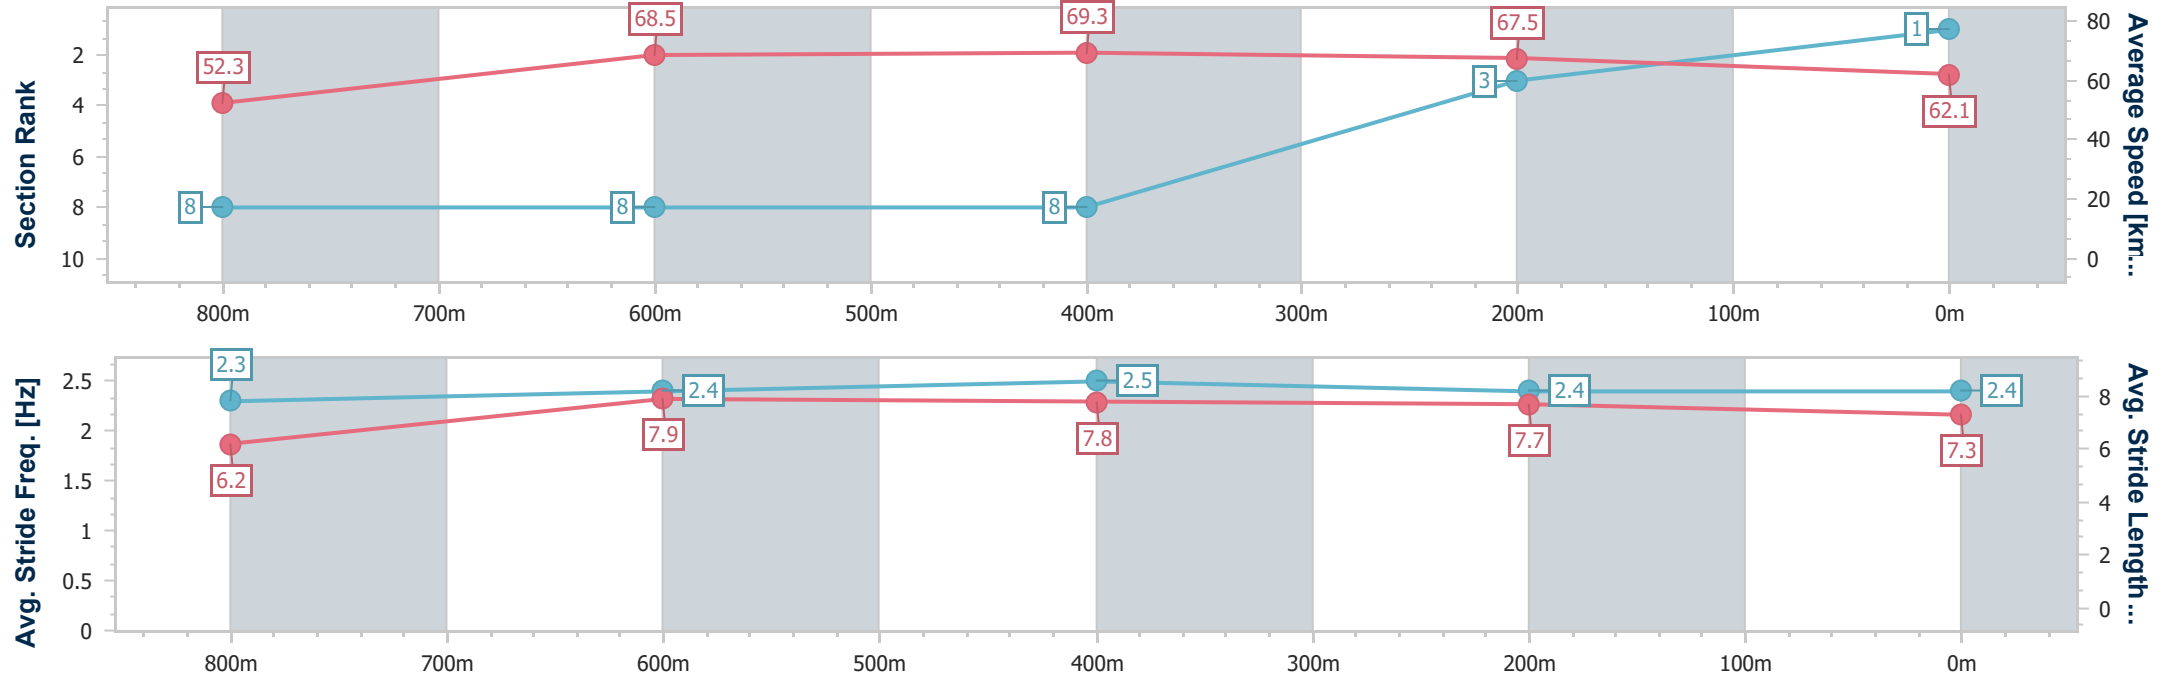 Section Rank
2
4
6
8
10
52.3
68.5
69.3
67.5
62.1
8
8
8
3
1
80
60
40
20
0
Average Speed [km...
800m
700m
600m
500m
400m
300m
200m
100m
0m
Avg. Stride Freq. [Hz]
2.5
2
1.5
1
0.5
0
2.3
2.4
2.5
2.4
2.4
6.2
7.9
7.8
7.7
7.3
8
6
4
2
0
Avg. Stride Length ...
800m
700m
600m
500m
400m
300m
200m
100m
0m